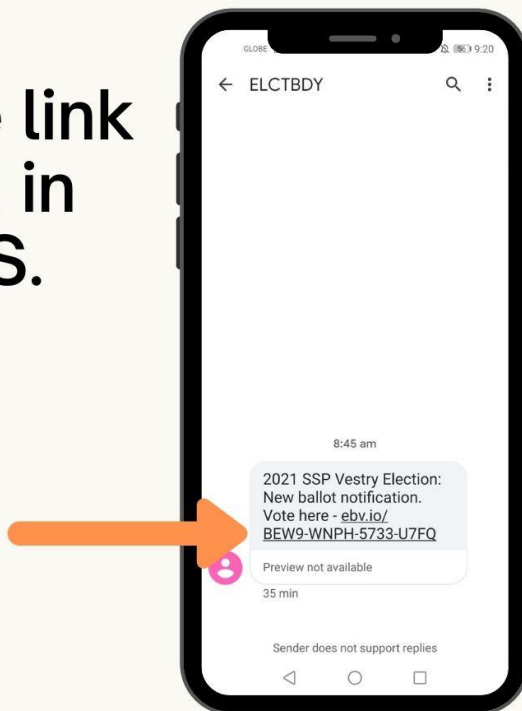 link
in
S.
GLOBE
9:20
ELCTBDY
8:45 am
2021 SSP Vestry Election:
New ballot notification.
Vote here - ebv.io/
BEW9-WNPH-5733-U7FQ
Preview not available
35 min
Sender does not support replies